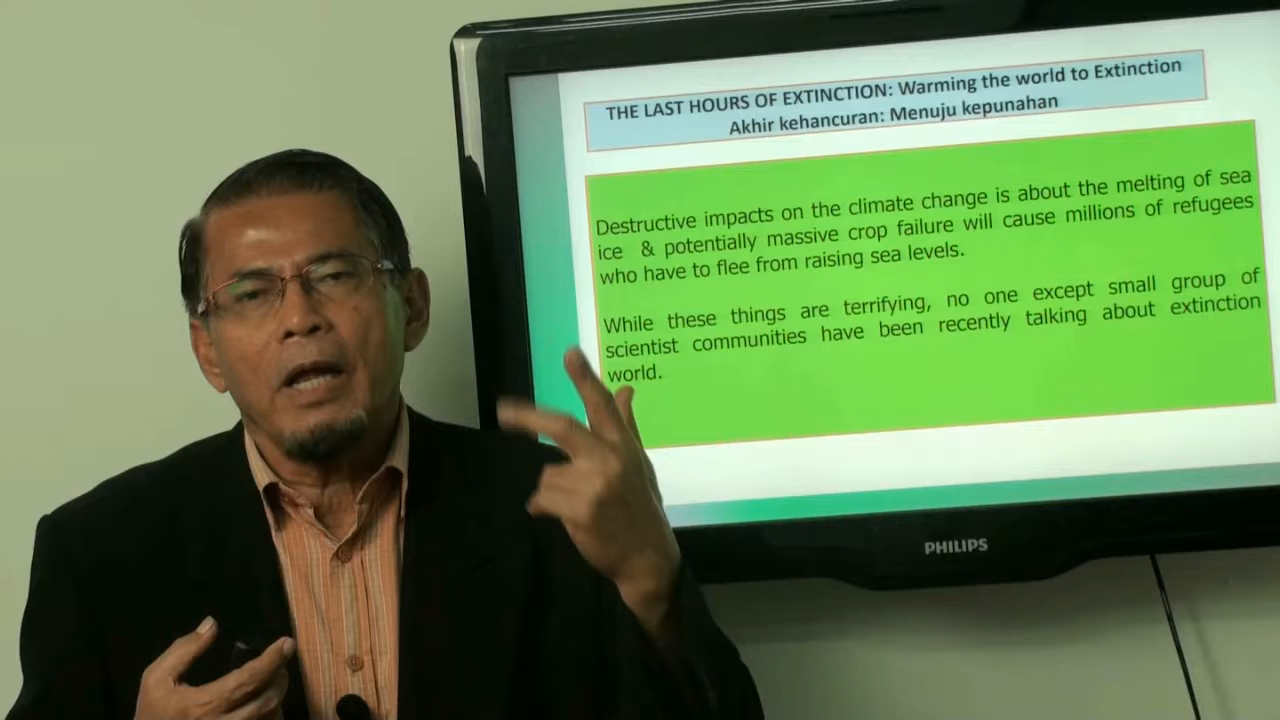 THE LAST HOURS OF EXTINCTION: Warming the world to Extinction
Akhir kehancuran: Menuju kepunahan
Destructive impacts on the climate change is about the melting of sea
ice & potentially massive crop failure will cause millions of refugees
who have to flee from raising sea levels.
While these things are terrifying, no one except small group of
scientist communities have been recently talking about extinction
world.
PHILIPS